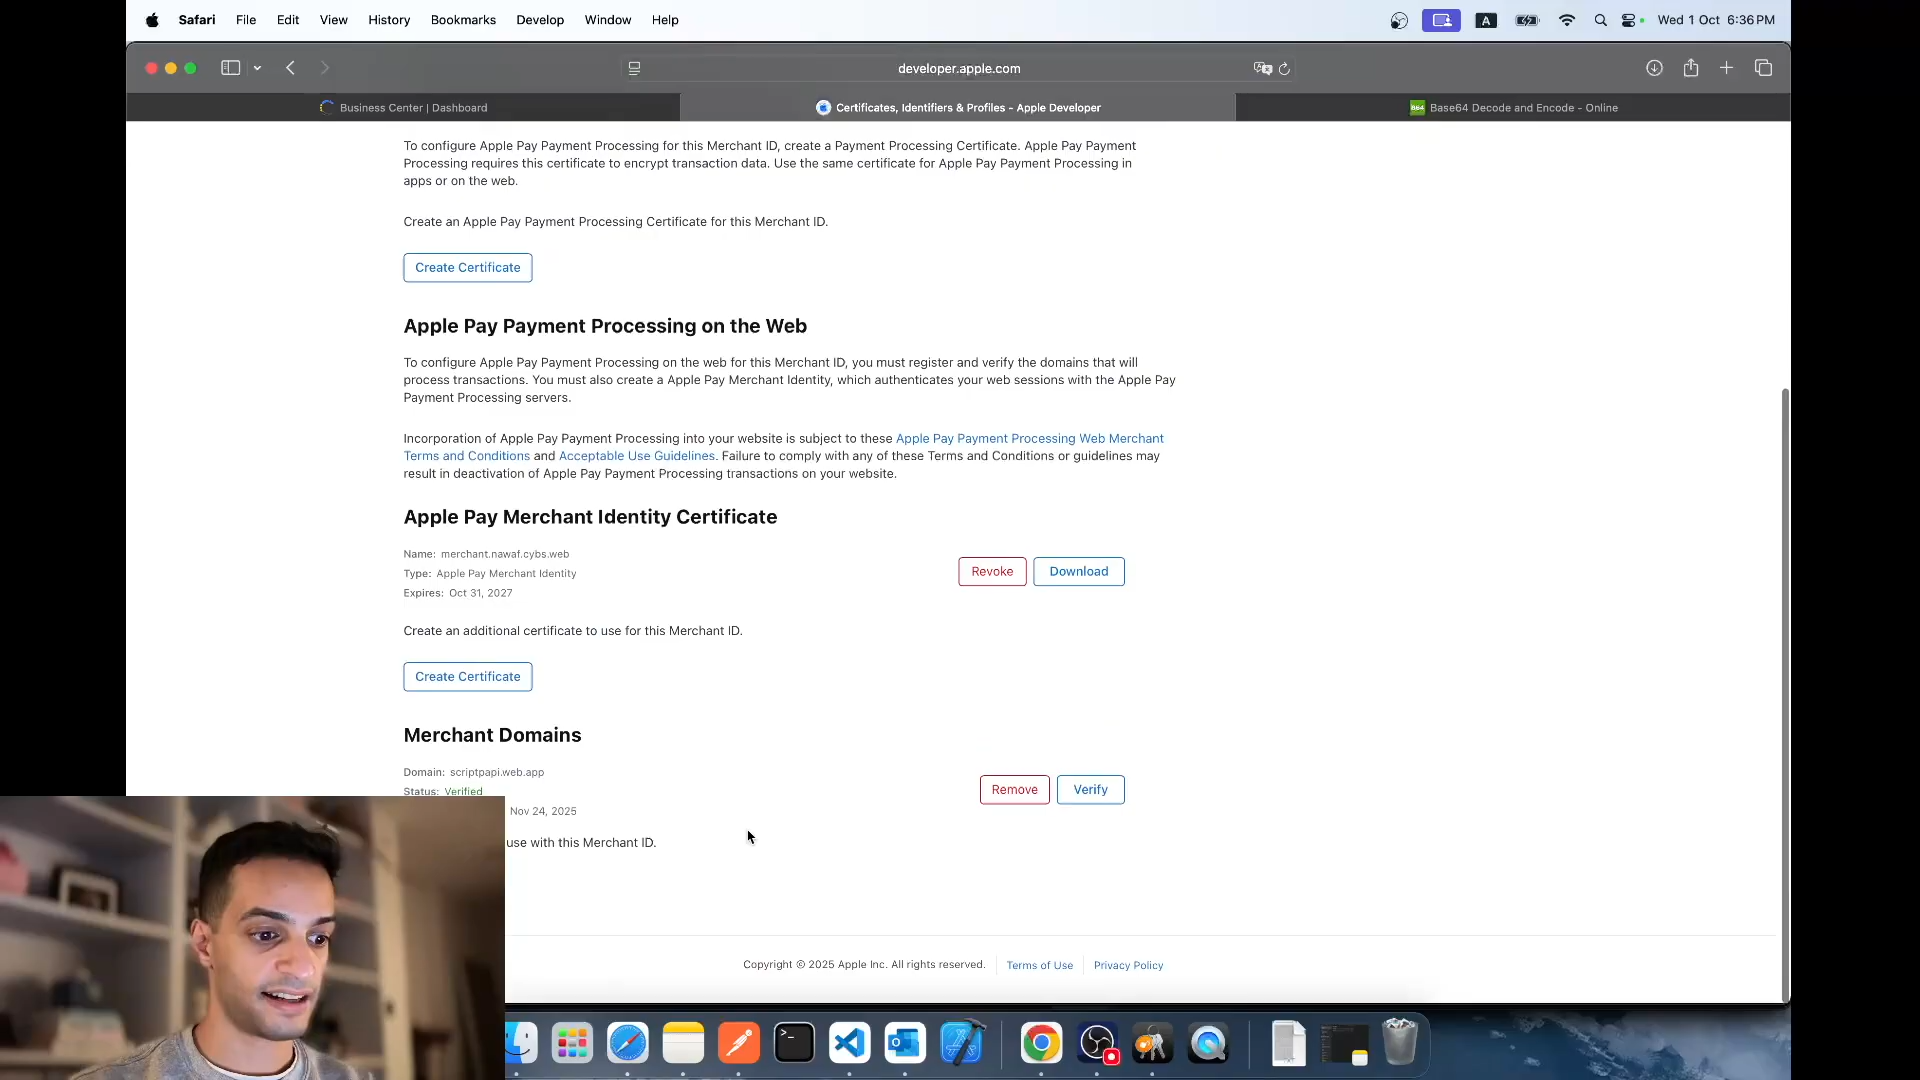 Safari File Edit View History Bookmarks Develop Window Help A Wed 1 Oct 6:36 PM
developer.apple.com
Business Center | Dashboard
Certificates, Identifiers & Profiles - Apple Developer
Base64 Decode and Encode - Online
To configure Apple Pay Payment Processing for this Merchant ID, create a Payment Processing Certificate. Apple Pay Payment
Processing requires this certificate to encrypt transaction data. Use the same certificate for Apple Pay Payment Processing in
apps or on the web.
Create an Apple Pay Payment Processing Certificate for this Merchant ID.
Create Certificate
Apple Pay Payment Processing on the Web
To configure Apple Pay Payment Processing on the web for this Merchant ID, you must register and verify the domains that will
process transactions. You must also create a Apple Pay Merchant Identity, which authenticates your web sessions with the Apple Pay
Payment Processing servers.
Incorporation of Apple Pay Payment Processing into your website is subject to these Apple Pay Payment Processing Web Merchant
Terms and Conditions and Acceptable Use Guidelines. Failure to comply with any of these Terms and Conditions or guidelines may
result in deactivation of Apple Pay Payment Processing transactions on your website.
Apple Pay Merchant Identity Certificate
Name: merchant.nawaf.cybs.web
Type: Apple Pay Merchant Identity
Expires: Oct 31, 2027
Revoke
Download
Create an additional certificate to use for this Merchant ID.
Create Certificate
Merchant Domains
Domain: scriptpapi.web.app
Status: Verified
Nov 24, 2025
Remove
Verify
use with this Merchant ID.
Copyright © 2025 Apple Inc. All rights reserved. Terms of Use Privacy Policy